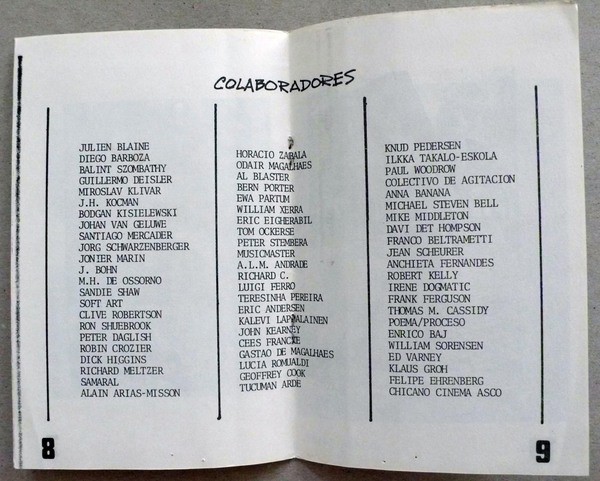 COLABORADORES
JULIEN BLAINE
DIEGO BARBOZA
BALINT SZOMBATHY
GUILLERMO DEISLER
MIROSLAV KLIVAR
J.H. KOCMAN
BODGAN KISIELEWSKI
JOHAN VAN GELUWE
SANTIAGO MERCADER
JORG SCHWARZENBERGER
JONIER MARIN
J. BOHN
M.H. DE OSSORNO
SANDIE SHAW
SOFT ART
CLIVE ROBERTSON
RON SHUEBROOK
PETER DAGLISH
ROBIN CROZIER
DICK HIGGINS
RICHARD MELTZER
SAMARAL
ALAIN ARIAS-MISSON
HORACIO ZABALA
ODAIR MAGALHAES
AL BLASTER
BERN PORTER
EWA PARTUM
WILLIAM XERRA
ERIC EIGHERABIL
TOM OCKERSE
PETER STEMBERA
MUSICMASTER
A.L.M. ANDRADE
RICHARD C.
LUIGI FERRO
TERESINHA PEREIRA
ERIC ANDERSEN
KALEVI LAPPALAINEN
JOHN KEARNEY
CEES FRANCKE
GASTAO DE MAGALHAES
LUCIA ROMUALDI
GEOFFREY COOK
TUCUMAN ARDE
KNUD PEDERSEN
ILKKA TAKALO-ESKOLA
PAUL WOODROW
COLECTIVO DE AGITACION
ANNA BANANA
MICHAEL STEVEN BELL
MIKE MIDDLETON
DAVI DET HOMPSON
FRANCO BELTRAMETTI
JEAN SCHEURER
ANCHIETA FERNANDES
ROBERT KELLY
IRENE DOGMATIC
FRANK FERGUSON
THOMAS M. CASSIDY
POEMA/PROCESO
ENRICO BAJ
WILLIAM SORENSEN
ED VARNEY
KLAUS GROH
FELIPE EHRENBERG
CHICANO CINEMA ASCO
8
9